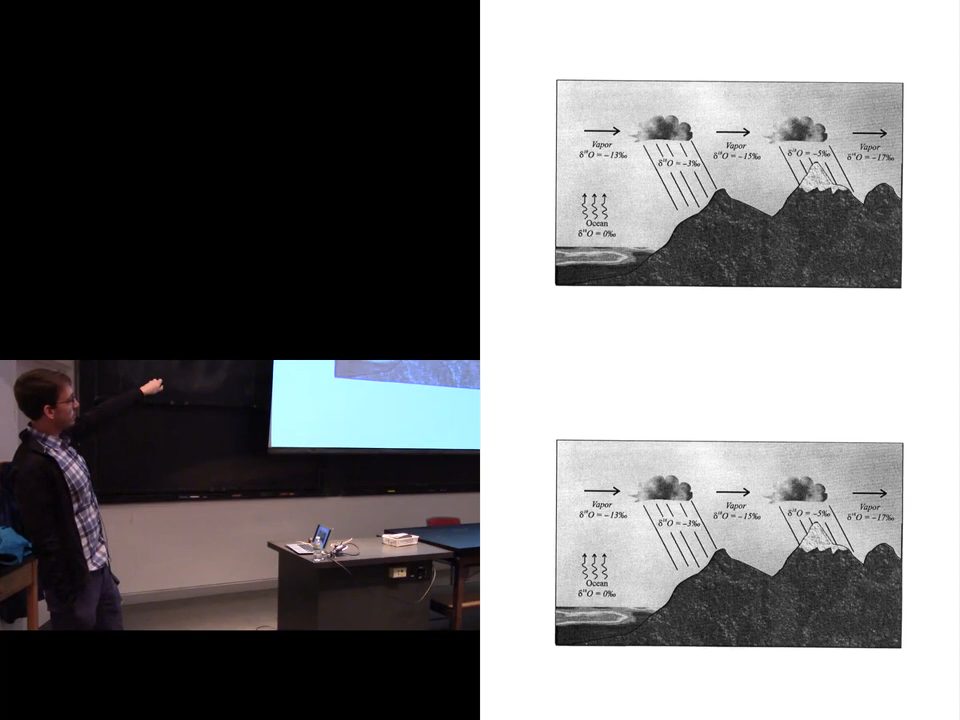 Vapor
δ¹⁸O = −13‰
δ¹⁸O = −3‰
Vapor
δ¹⁸O = −15‰
δ¹⁸O = −5‰
Vapor
δ¹⁸O = −17‰
Ocean
δ¹⁸O = 0‰
Vapor
δ¹⁸O = −13‰
δ¹⁸O = −3‰
Vapor
δ¹⁸O = −15‰
δ¹⁸O = −5‰
Vapor
δ¹⁸O = −17‰
Ocean
δ¹⁸O = 0‰